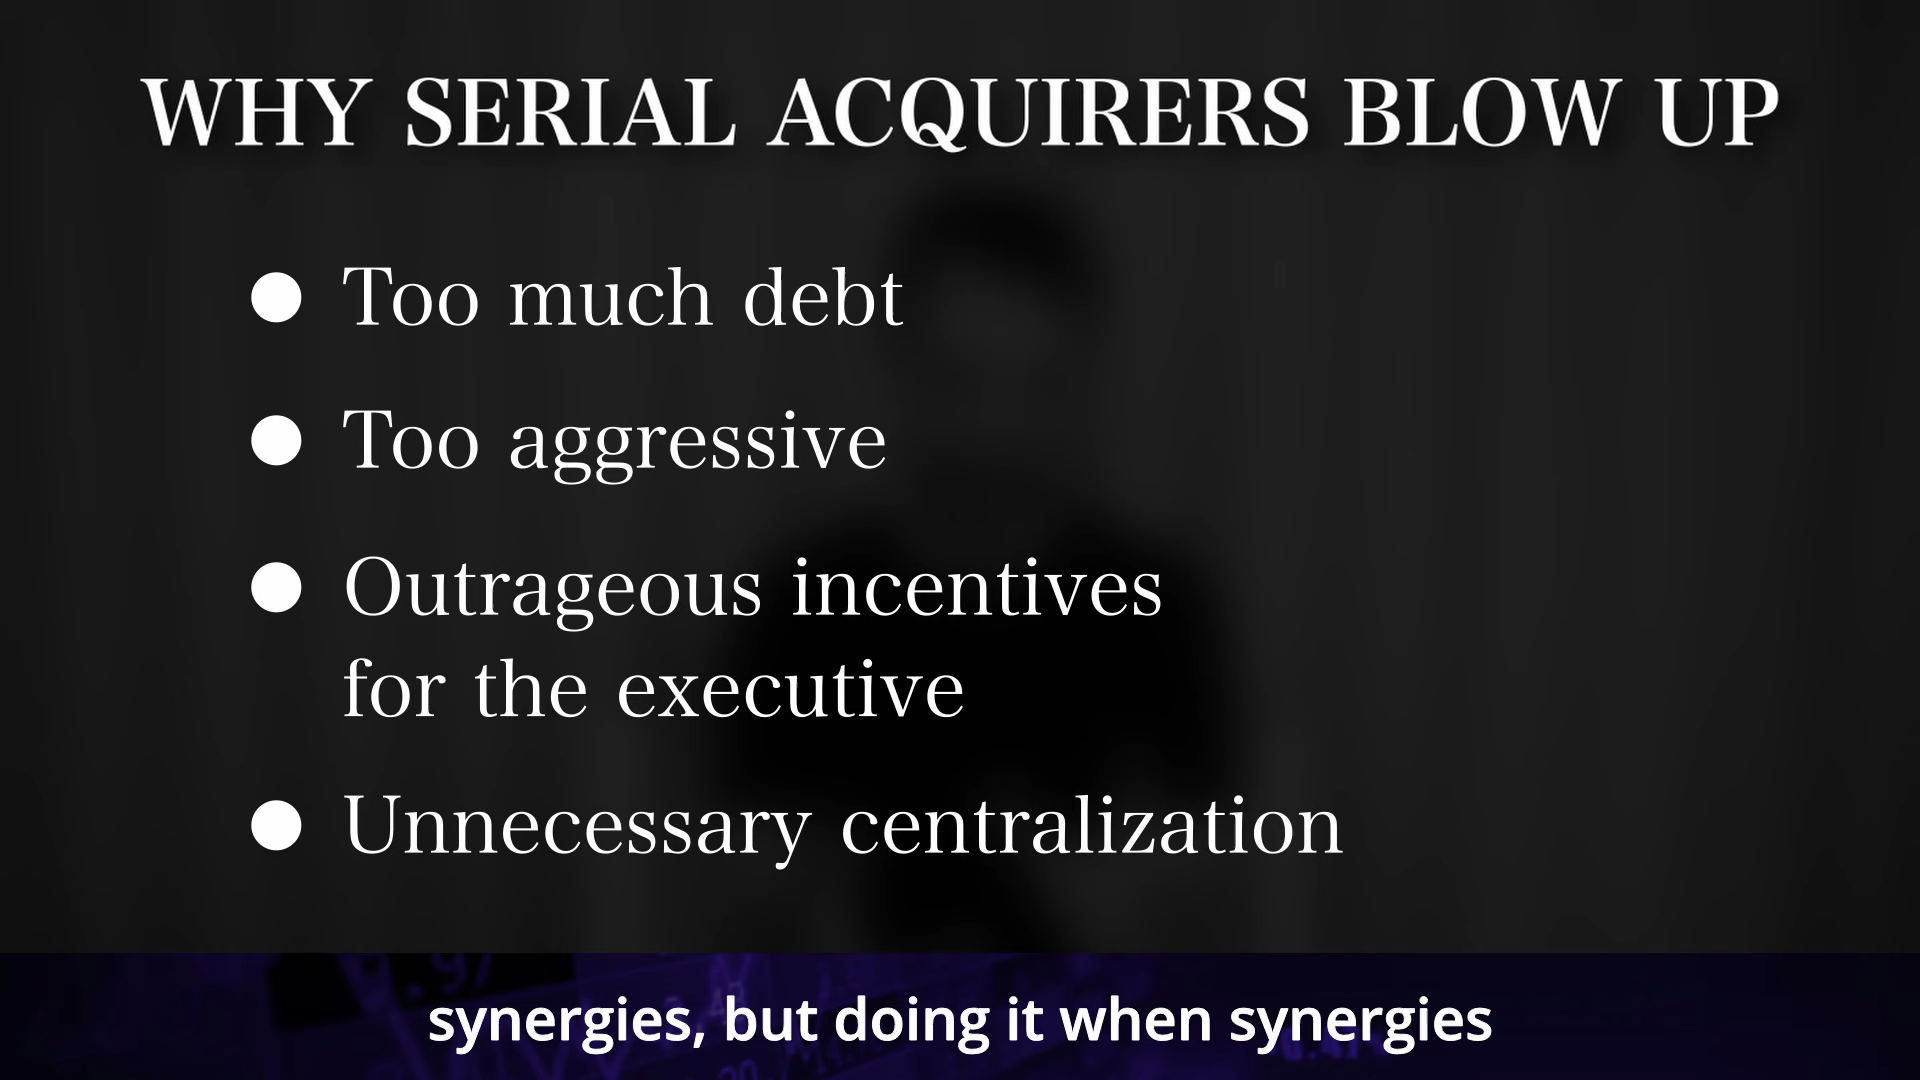 WHY SERIAL ACQUIRERS BLOW UP
● Too much debt
● Too aggressive
● Outrageous incentives
for the executive
● Unnecessary centralization
synergies, but doing it when synergies